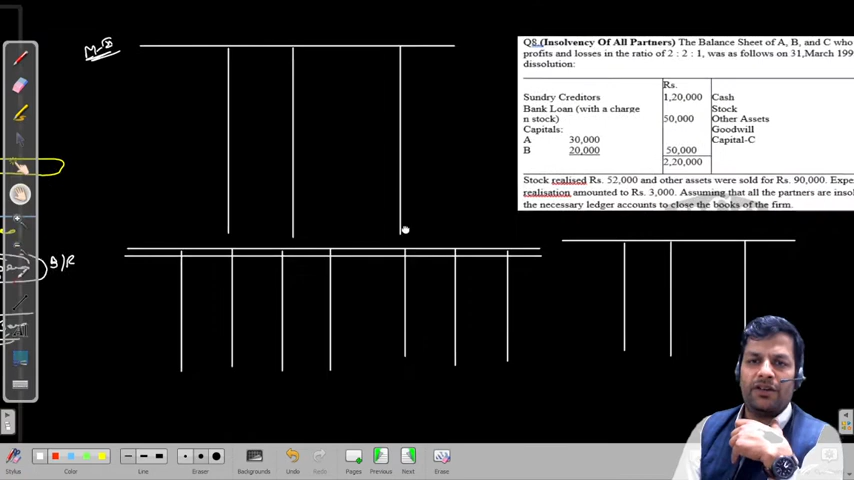 M-II
Q8.(Insolvency Of All Partners) The Balance Sheet of A, B, and C who
profits and losses in the ratio of 2 : 2 : 1, was as follows on 31,March 199
dissolution:
Rs.
Sundry Creditors 1,20,000 Cash
Bank Loan (with a charge Stock
n stock) 50,000 Other Assets
Capitals: Goodwill
A 30,000 Capital-C
B 20,000 50,000
2,20,000
Stock realised Rs. 52,000 and other assets were sold for Rs. 90,000. Expe
realisation amounted to Rs. 3,000. Assuming that all the partners are insol
the necessary ledger accounts to close the books of the firm.
B/R
Stylus Color Line Eraser Backgrounds Undo Redo Pages Previous Next Erase